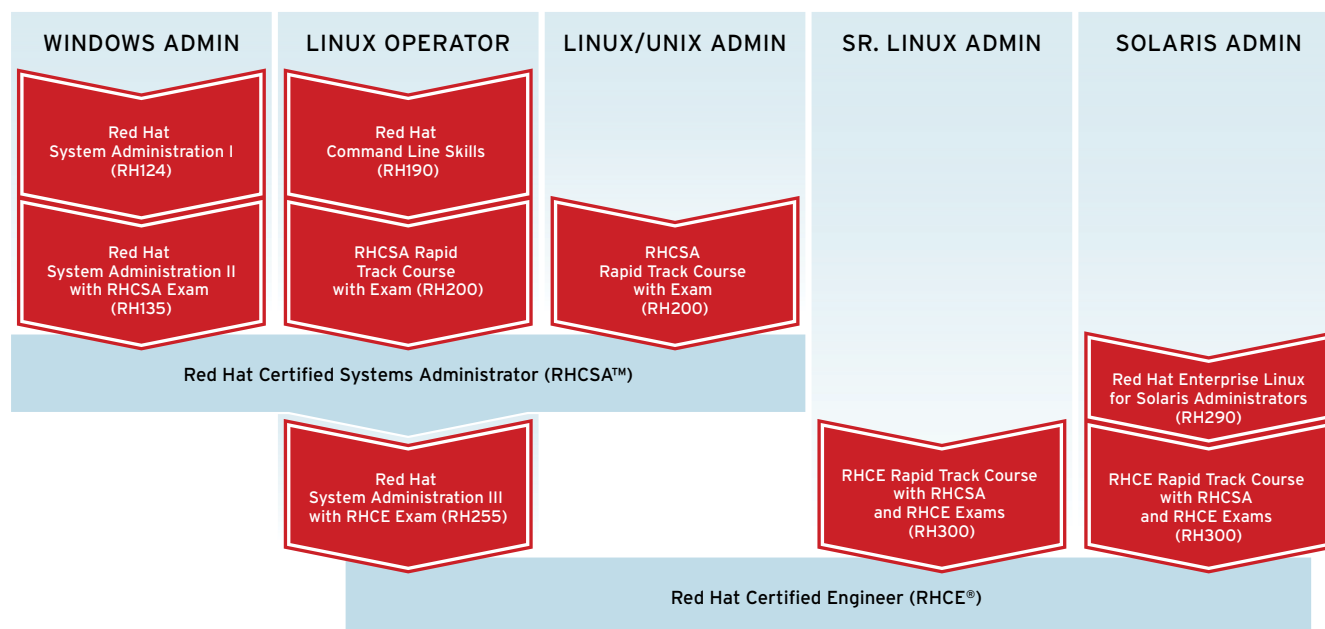 WINDOWS ADMIN
LINUX OPERATOR
LINUX/UNIX ADMIN
SR. LINUX ADMIN
SOLARIS ADMIN
Red Hat
System Administration I
(RH124)
Red Hat
Command Line Skills
(RH190)
Red Hat
System Administration II
with RHCSA Exam
(RH135)
RHCSA Rapid
Track Course
with Exam (RH200)
RHCSA
Rapid Track Course
with Exam
(RH200)
Red Hat Certified Systems Administrator (RHCSA™)
Red Hat Enterprise Linux
for Solaris Administrators
(RH290)
Red Hat
System Administration III
with RHCE Exam (RH255)
RHCE Rapid Track Course
with RHCSA
and RHCE Exams
(RH300)
RHCE Rapid Track Course
with RHCSA
and RHCE Exams
(RH300)
Red Hat Certified Engineer (RHCE®)